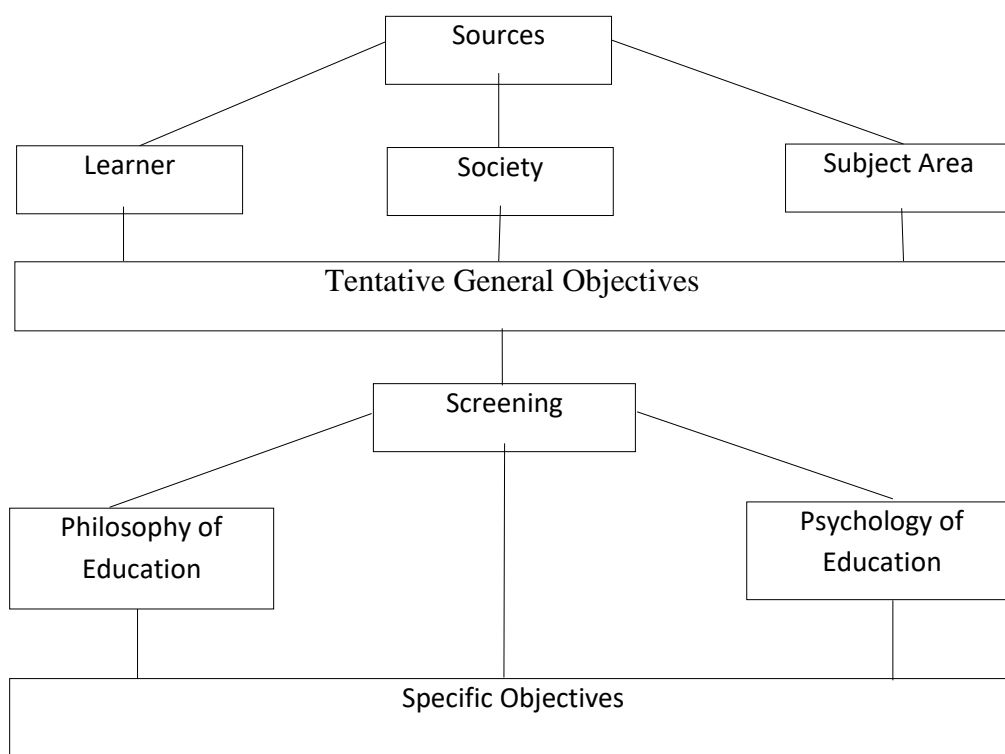 Sources
Learner
Society
Subject Area
Tentative General Objectives
Screening
Philosophy of
Education
Psychology of
Education
Specific Objectives